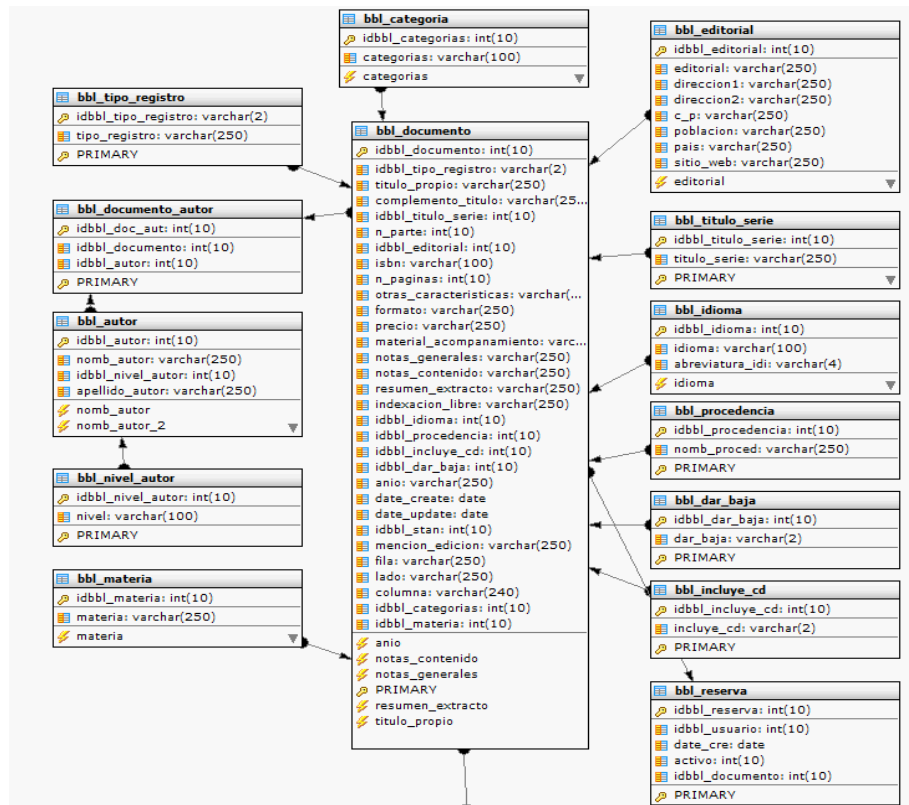 bbl_categoria
idbbl_categorias: int(10)
categorias: varchar(100)
categorias
bbl_tipo_registro
idbbl_tipo_registro: varchar(2)
tipo_registro: varchar(250)
PRIMARY
bbl_documento_autor
idbbl_doc_aut: int(10)
idbbl_documento: int(10)
idbbl_autor: int(10)
PRIMARY
bbl_autor
idbbl_autor: int(10)
nomb_autor: varchar(250)
idbbl_nivel_autor: int(10)
apellido_autor: varchar(250)
nomb_autor
nomb_autor_2
bbl_nivel_autor
idbbl_nivel_autor: int(10)
nivel: varchar(100)
PRIMARY
bbl_materia
idbbl_materia: int(10)
materia: varchar(250)
materia
bbl_documento
idbbl_documento: int(10)
idbbl_tipo_registro: varchar(2)
titulo_propio: varchar(250)
complemento_titulo: varchar(25...
idbbl_titulo_serie: int(10)
n_parte: int(10)
idbbl_editorial: int(10)
isbn: varchar(100)
n_paginas: int(10)
otras_caracteristicas: varchar(...
formato: varchar(250)
precio: varchar(250)
material_acompanamiento: varc...
notas_generales: varchar(250)
notas_contenido: varchar(250)
resumen_extracto: varchar(250)
indexacion_libre: varchar(250)
idbbl_idioma: int(10)
idbbl_procedencia: int(10)
idbbl_incluye_cd: int(10)
idbbl_dar_baja: int(10)
anio: varchar(250)
date_create: date
date_update: date
idbbl_stan: int(10)
mencion_edicion: varchar(250)
fila: varchar(250)
lado: varchar(250)
columna: varchar(240)
idbbl_categorias: int(10)
idbbl_materia: int(10)
anio
notas_contenido
notas_generales
PRIMARY
resumen_extracto
titulo_propio
bbl_editorial
idbbl_editorial: int(10)
editorial: varchar(250)
direccion1: varchar(250)
direccion2: varchar(250)
c_p: varchar(250)
poblacion: varchar(250)
pais: varchar(250)
sitio_web: varchar(250)
editorial
bbl_titulo_serie
idbbl_titulo_serie: int(10)
titulo_serie: varchar(250)
PRIMARY
bbl_idioma
idbbl_idioma: int(10)
idioma: varchar(100)
abreviatura_idi: varchar(4)
idioma
bbl_procedencia
idbbl_procedencia: int(10)
nomb_proced: varchar(250)
PRIMARY
bbl_dar_baja
idbbl_dar_baja: int(10)
dar_baja: varchar(2)
PRIMARY
bbl_incluye_cd
idbbl_incluye_cd: int(10)
incluye_cd: varchar(2)
PRIMARY
bbl_reserva
idbbl_reserva: int(10)
idbbl_usuario: int(10)
date_cre: date
activo: int(10)
idbbl_documento: int(10)
PRIMARY